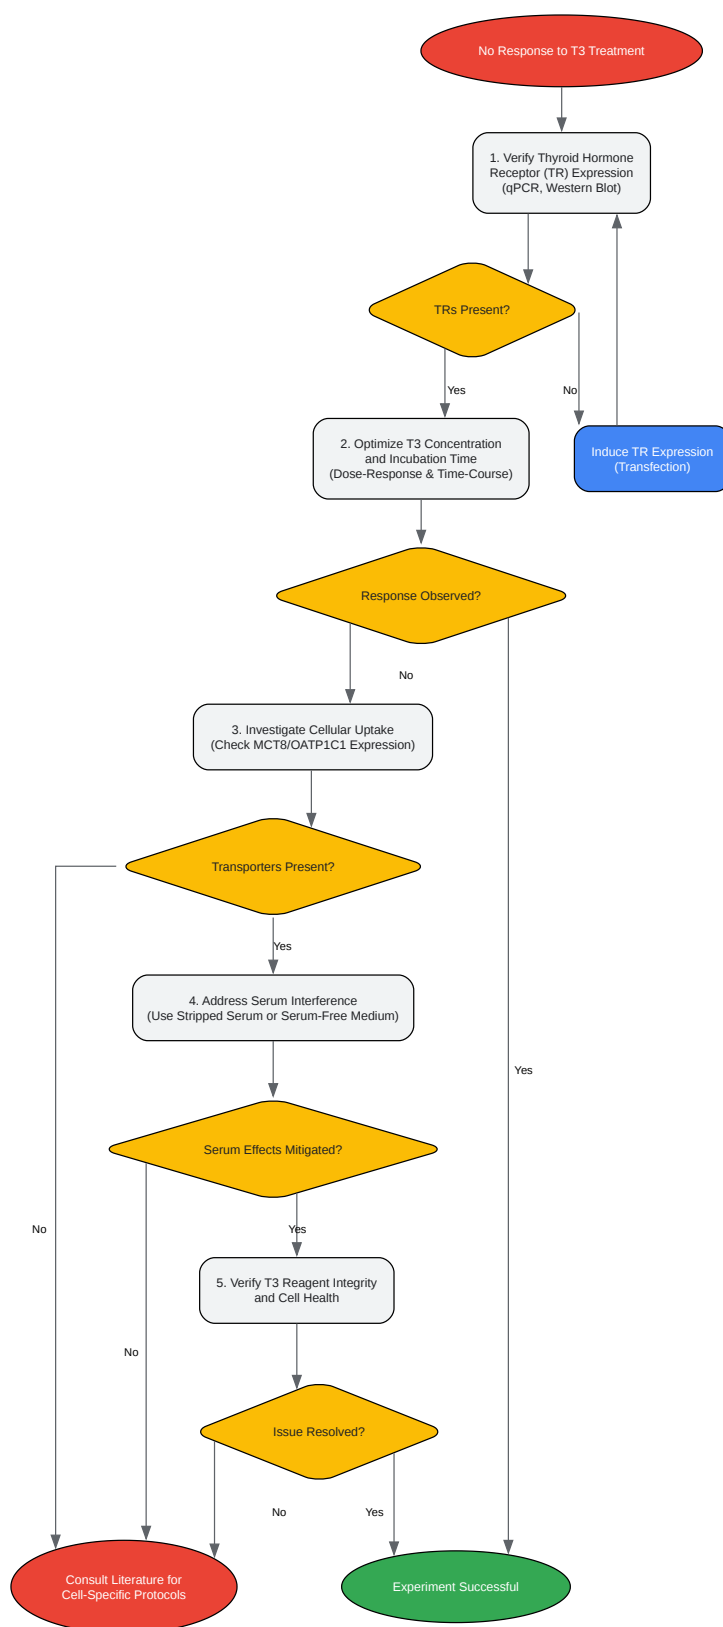 No Response to T3 Treatment
1. Verify Thyroid Hormone
Receptor (TR) Expression
(qPCR, Western Blot)
TRs Present?
Yes
No
2. Optimize T3 Concentration
and Incubation Time
(Dose-Response & Time-Course)
Induce TR Expression
(Transfection)
Response Observed?
No
3. Investigate Cellular Uptake
(Check MCT8/OATP1C1 Expression)
Transporters Present?
Yes
4. Address Serum Interference
(Use Stripped Serum or Serum-Free Medium)
Yes
Serum Effects Mitigated?
No
Yes
5. Verify T3 Reagent Integrity
and Cell Health
No
Issue Resolved?
No
Yes
Consult Literature for
Cell-Specific Protocols
Experiment Successful